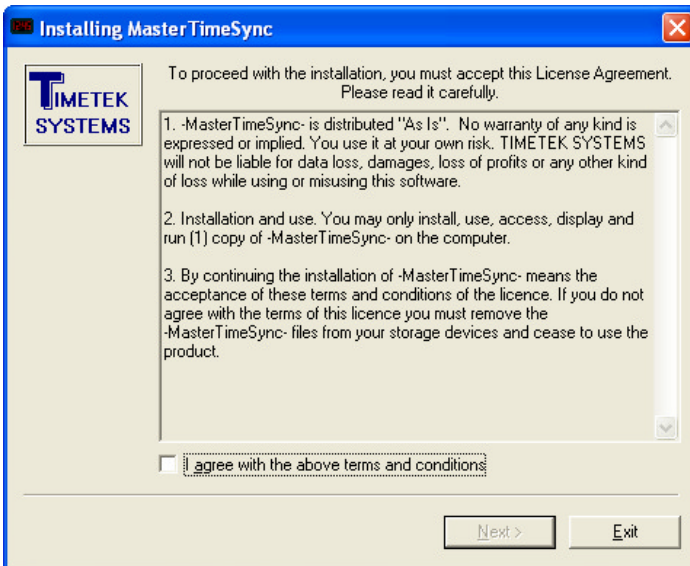 Installing MasterTimeSync
TIMETEK
SYSTEMS
To proceed with the installation, you must accept this License Agreement.
Please read it carefully.
1. -MasterTimeSync- is distributed "As Is".  No warranty of any kind is
expressed or implied. You use it at your own risk. TIMETEK SYSTEMS
will not be liable for data loss, damages, loss of profits or any other kind
of loss while using or misusing this software.
2. Installation and use. You may only install, use, access, display and
run (1) copy of -MasterTimeSync- on the computer.
3. By continuing the installation of -MasterTimeSync- means the
acceptance of these terms and conditions of the licence. If you do not
agree with the terms of this licence you must remove the
-MasterTimeSync- files from your storage devices and cease to use the
product.
I agree with the above terms and conditions
Next >
Exit